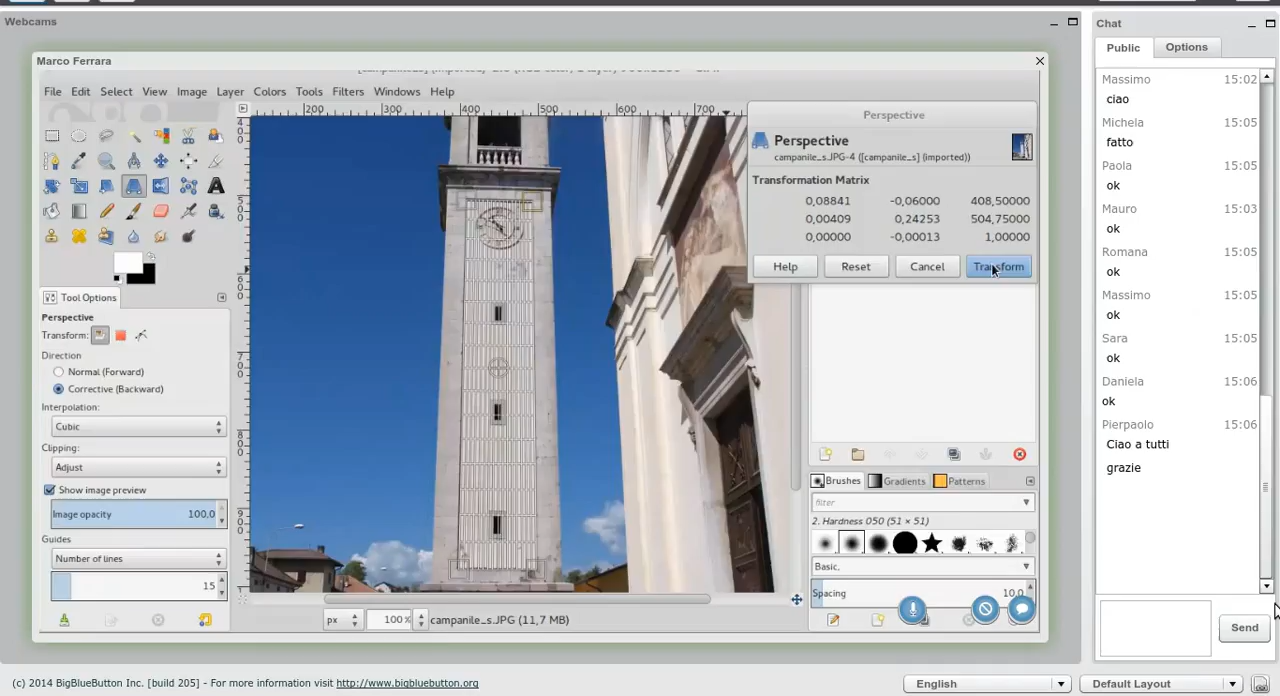 Webcams
Marco Ferrara
File Edit Select View Image Layer Colors Tools Filters Windows Help
200 300 400 500 600 700
Perspective
Perspective
campanile_s.JPG-4 ([campanile_s] (imported))
Transformation Matrix
0,08841 -0,06000 408,50000
0,00409 0,24253 504,75000
0,00000 -0,00013 1,00000
Help Reset Cancel Transform
Tool Options
Perspective
Transform:
Direction
Normal (Forward)
Corrective (Backward)
Interpolation:
Cubic
Clipping:
Adjust
Show image preview
Image opacity 100,0
Guides
Number of lines
15
Brushes Gradients Patterns
filter
2. Hardness 050 (51 × 51)
Basic,
Spacing 10,0
px 100% campanile_s.JPG (11,7 MB)
Chat
Public Options
Massimo 15:02
ciao
Michela 15:05
fatto
Paola 15:05
ok
Mauro 15:03
ok
Romana 15:05
ok
Massimo 15:05
ok
Sara 15:05
ok
Daniela 15:06
ok
Pierpaolo 15:06
Ciao a tutti
grazie
Send
(c) 2014 BigBlueButton Inc. [build 205] - For more information visit http://www.bigbluebutton.org
English
Default Layout